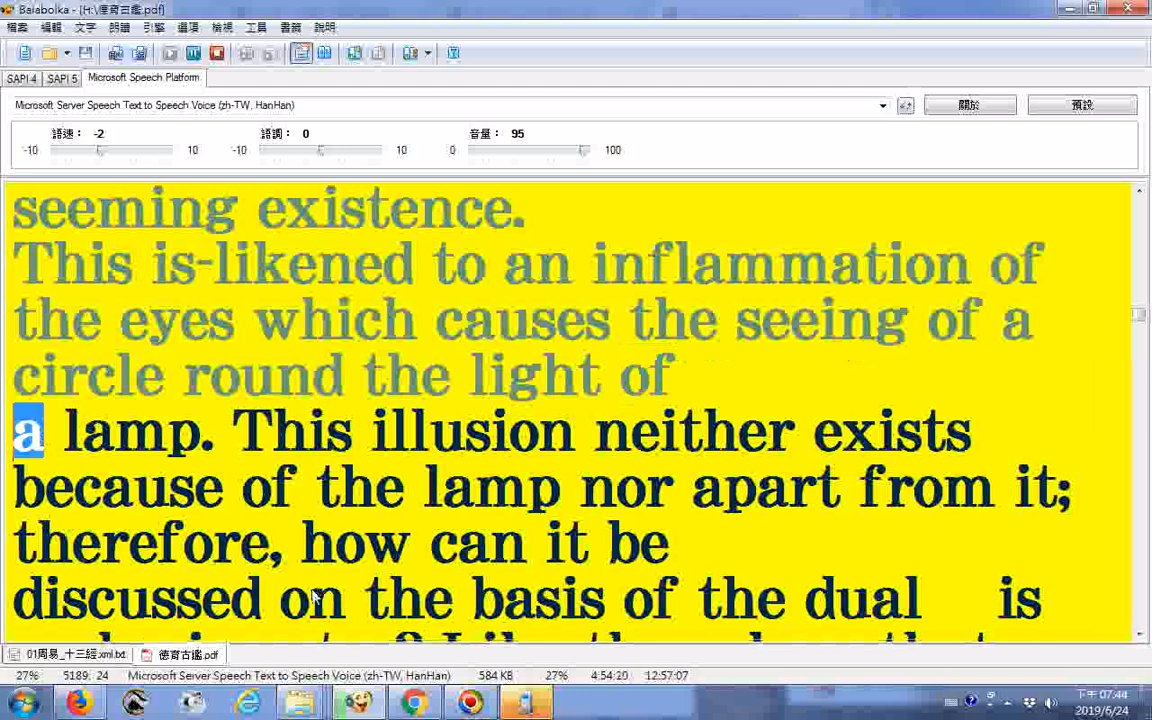 Balabolka - [H:\德育古鑑.pdf]
檔案 編輯 文字 朗讀 引擎 選項 檢視 工具 書籤 說明
SAPI 4 SAPI 5 Microsoft Speech Platform
Microsoft Server Speech Text to Speech Voice (zh-TW, HanHan) 關於 預設
語速： -2 語調： 0 音量： 95
-10 10 -10 10 0 100
seeming existence.
This is-likened to an inflammation of
the eyes which causes the seeing of a
circle round the light of
a lamp. This illusion neither exists
because of the lamp nor apart from it;
therefore, how can it be
discussed on the basis of the dual is
01周易_十三經.xml.txt 德育古鑑.pdf
27% 5189, 24 Microsoft Server Speech Text to Speech Voice (zh-TW, HanHan) 584 KB 27% 4:54:20 12:57:07
下午 07:44
2019/6/24